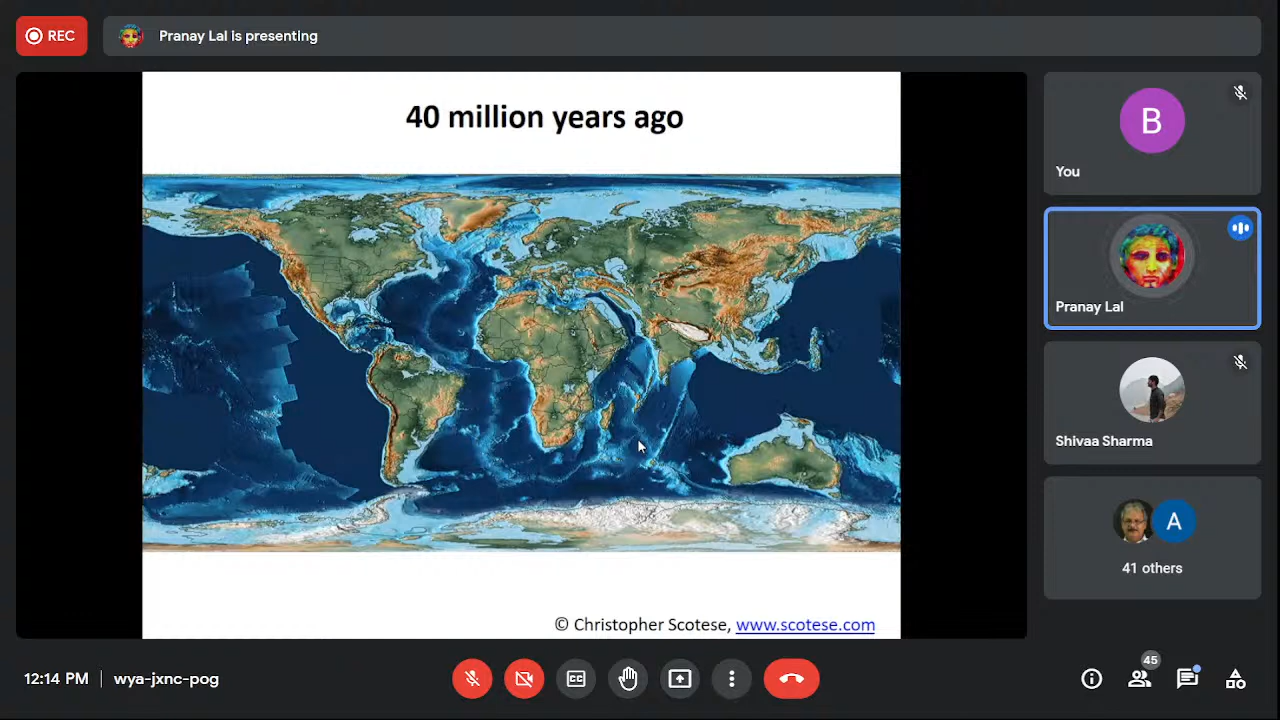 REC
Pranay Lal is presenting
40 million years ago
B
You
Pranay Lal
Shivaa Sharma
A
41 others
© Christopher Scotese, www.scotese.com
12:14 PM | wya-jxnc-pog
CC
45